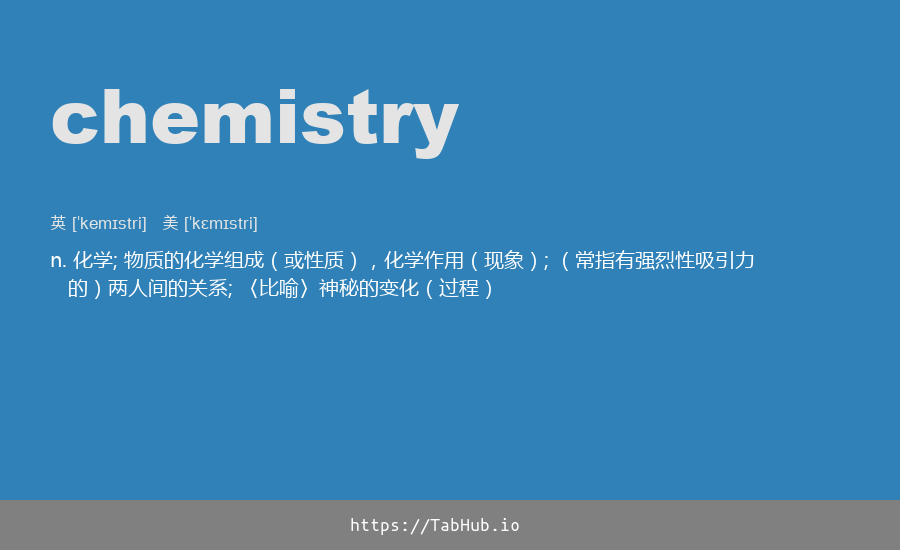 chemistry
英 [ˈkemɪstri] 美 [ˈkɛmɪstri]
n. 化学; 物质的化学组成（或性质），化学作用（现象）; （常指有强烈性吸引力
的）两人间的关系; 〈比喻〉神秘的变化（过程）
https://TabHub.io